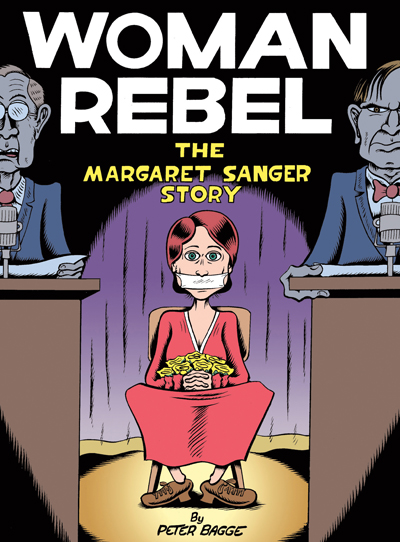 WOMAN
REBEL
THE
MARGARET SANGER
STORY
By
PETER BAGGE